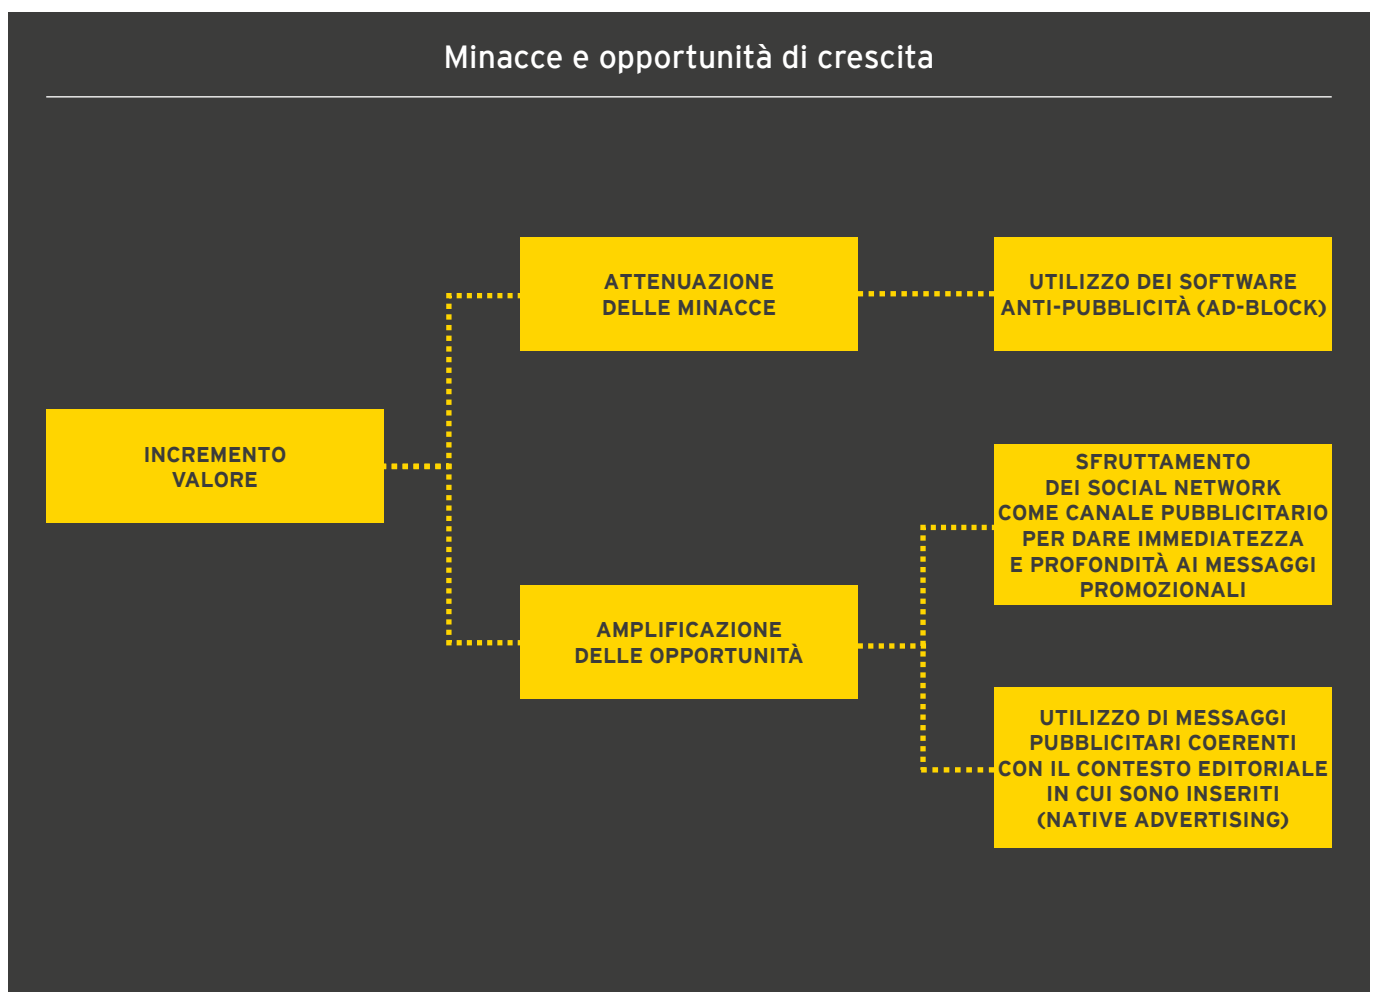 Minacce e opportunità di crescita
ATTENUAZIONE
DELLE MINACCE
UTILIZZO DEI SOFTWARE
ANTI-PUBBLICITÀ (AD-BLOCK)
INCREMENTO
VALORE
SFRUTTAMENTO
DEI SOCIAL NETWORK
COME CANALE PUBBLICITARIO
PER DARE IMMEDIATEZZA
E PROFONDITÀ AI MESSAGGI
PROMOZIONALI
AMPLIFICAZIONE
DELLE OPPORTUNITÀ
UTILIZZO DI MESSAGGI
PUBBLICITARI COERENTI
CON IL CONTESTO EDITORIALE
IN CUI SONO INSERITI
(NATIVE ADVERTISING)